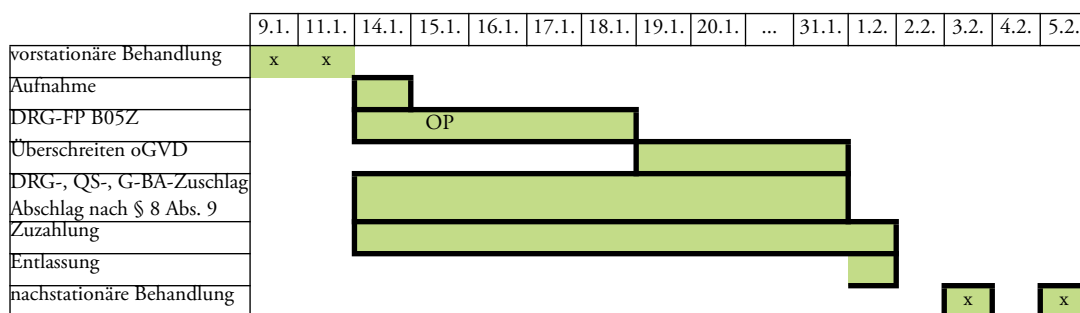 9.1. 11.1. 14.1. 15.1. 16.1. 17.1. 18.1. 19.1. 20.1. ... 31.1. 1.2. 2.2. 3.2. 4.2. 5.2.
vorstationäre Behandlung x x
Aufnahme
DRG-FP B05Z OP
Überschreiten oGVD
DRG-, QS-, G-BA-Zuschlag
Abschlag nach § 8 Abs. 9
Zuzahlung
Entlassung
nachstationäre Behandlung x x